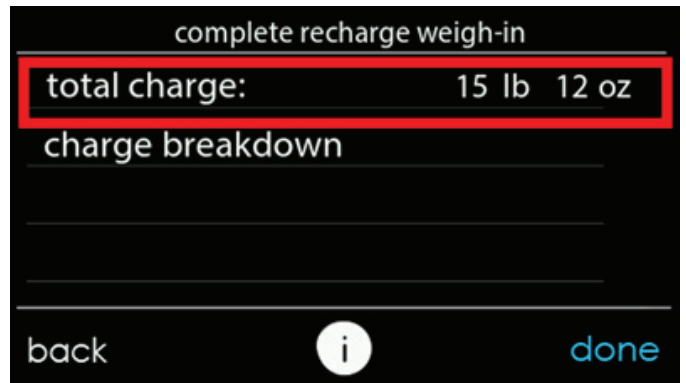 complete recharge weigh-in
total charge: 15 lb 12 oz
charge breakdown
back i done